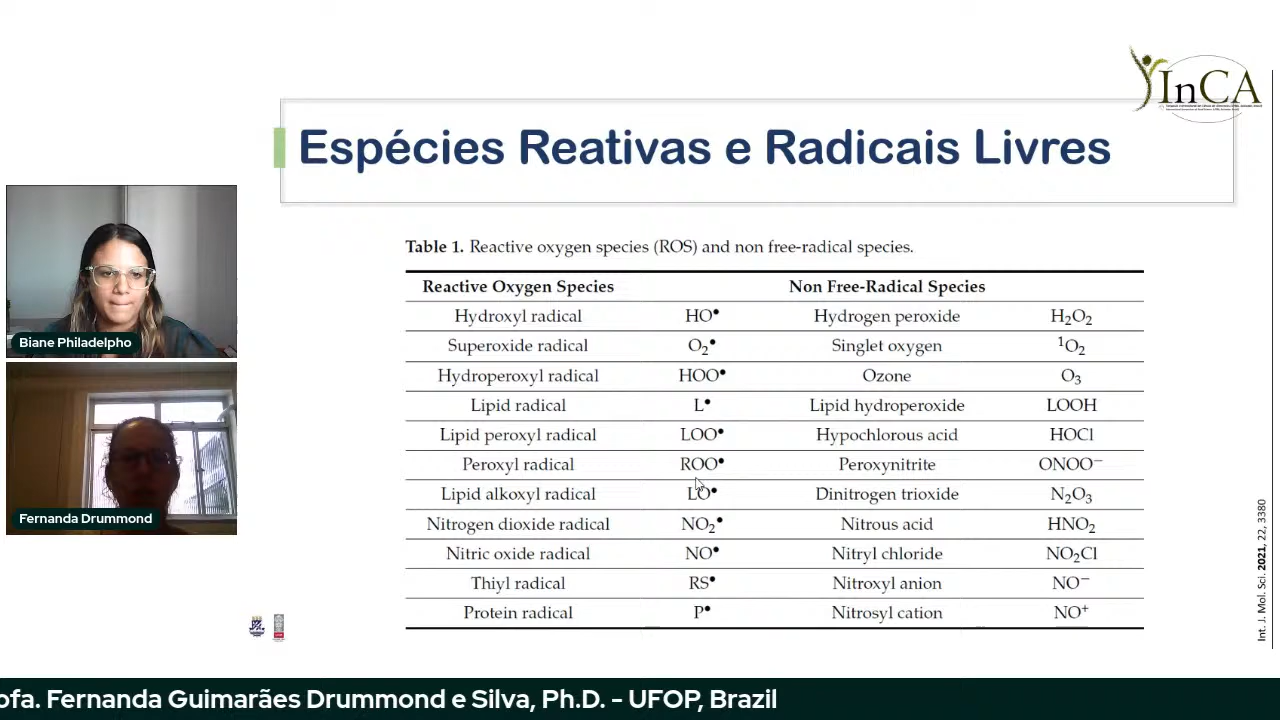 InCA
Espécies Reativas e Radicais Livres
Table 1. Reactive oxygen species (ROS) and non free-radical species.
Reactive Oxygen Species Non Free-Radical Species
Hydroxyl radical HO• Hydrogen peroxide H₂O₂
Superoxide radical O₂• Singlet oxygen ¹O₂
Hydroperoxyl radical HOO• Ozone O₃
Lipid radical L• Lipid hydroperoxide LOOH
Lipid peroxyl radical LOO• Hypochlorous acid HOCl
Peroxyl radical ROO• Peroxynitrite ONOO⁻
Lipid alkoxyl radical LO• Dinitrogen trioxide N₂O₃
Nitrogen dioxide radical NO₂• Nitrous acid HNO₂
Nitric oxide radical NO• Nitryl chloride NO₂Cl
Thiyl radical RS• Nitroxyl anion NO⁻
Protein radical P• Nitrosyl cation NO⁺
Int. J. Mol. Sci. 2021, 22, 3380
Biane Philadelpho
Fernanda Drummond
ofa. Fernanda Guimarães Drummond e Silva, Ph.D. - UFOP, Brazil